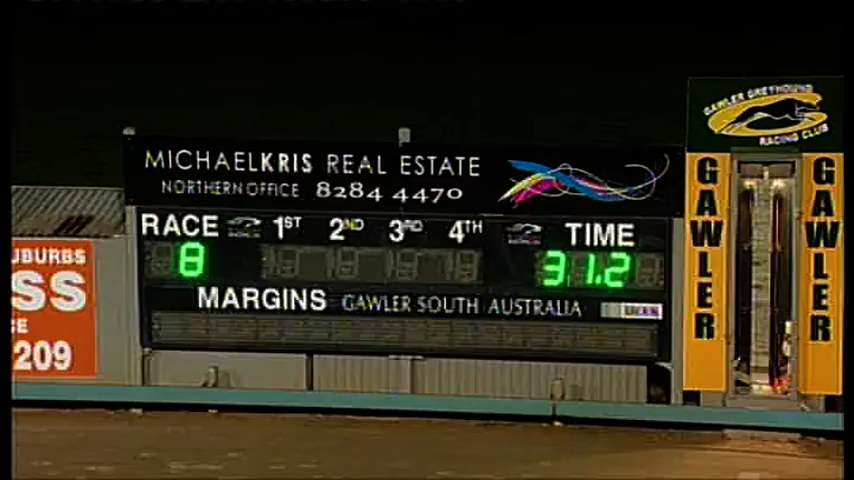 GAWLER GREYHOUND
RACING CLUB
MICHAELKRIS REAL ESTATE
NORTHERN OFFICE 8284 4470
RACE 1ST 2ND 3RD 4TH TIME
8 31.2
MARGINS GAWLER SOUTH AUSTRALIA
GAWLER
GAWLER
UBURBS
SS
CE
209